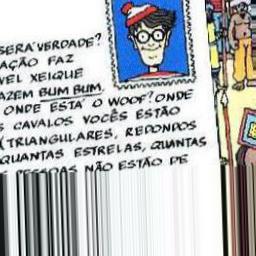 SERÁ VERDADE?
AÇÃO FAZ
VEL XEIQUE
AZEM BUM BUM.
ONDE ESTÁ O WOOF? ONDE
S CAVALOS VOCÊS ESTÃO
(TRIANGULARES, REDONDOS
QUANTAS ESTRELAS, QUANTAS
PESSOAS NÃO ESTÃO DE